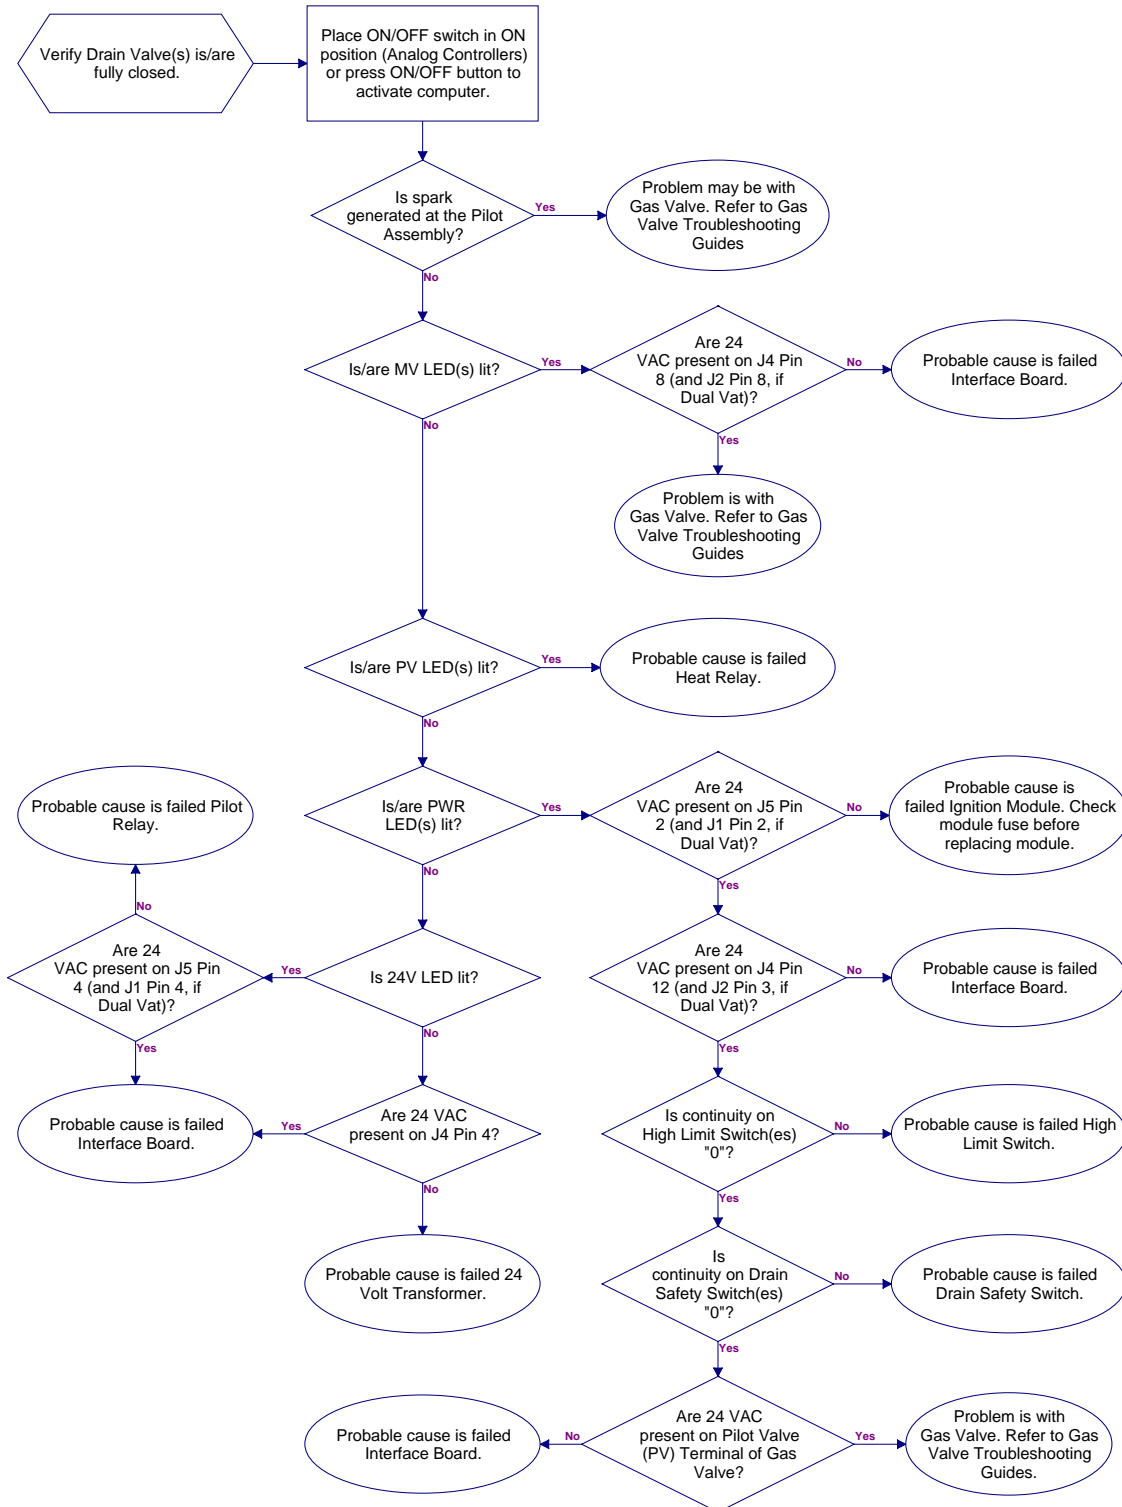 Verify Drain Valve(s) is/are
fully closed.
Place ON/OFF switch in ON
position (Analog Controllers)
or press ON/OFF button to
activate computer.
Is spark
generated at the Pilot
Assembly?
Yes
Problem may be with
Gas Valve. Refer to Gas
Valve Troubleshooting
Guides
No
Is/are MV LED(s) lit?
Yes
Are 24
VAC present on J4 Pin
8 (and J2 Pin 8, if
Dual Vat)?
No
Probable cause is failed
Interface Board.
No
Yes
Problem is with
Gas Valve. Refer to Gas
Valve Troubleshooting
Guides
Is/are PV LED(s) lit?
Yes
Probable cause is failed
Heat Relay.
No
Probable cause is failed Pilot
Relay.
Is/are PWR
LED(s) lit?
Yes
Are 24
VAC present on J5 Pin
2 (and J1 Pin 2, if
Dual Vat)?
No
Probable cause is
failed Ignition Module. Check
module fuse before
replacing module.
No
No
Yes
Are 24
VAC present on J5 Pin
4 (and J1 Pin 4, if
Dual Vat)?
Yes
Is 24V LED lit?
Are 24
VAC present on J4 Pin
12 (and J2 Pin 3, if
Dual Vat)?
No
Probable cause is failed
Interface Board.
Yes
No
Yes
Probable cause is failed
Interface Board.
Yes
Are 24 VAC
present on J4 Pin 4?
Is continuity on
High Limit Switch(es)
"0"?
No
Probable cause is failed High
Limit Switch.
No
Yes
Probable cause is failed 24
Volt Transformer.
Is
continuity on Drain
Safety Switch(es)
"0"?
No
Probable cause is failed
Drain Safety Switch.
Yes
Probable cause is failed
Interface Board.
No
Are 24 VAC
present on Pilot Valve
(PV) Terminal of Gas
Valve?
Yes
Problem is with
Gas Valve. Refer to Gas
Valve Troubleshooting
Guides.